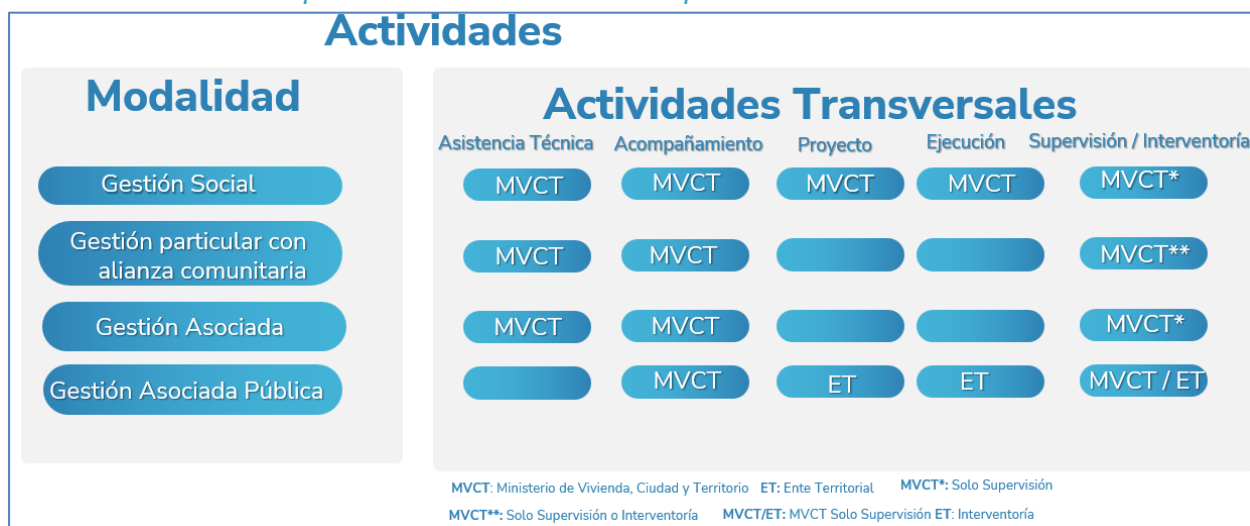 Actividades
Modalidad
Gestión Social
Gestión particular con
alianza comunitaria
Gestión Asociada
Gestión Asociada Pública
Actividades Transversales
Asistencia Técnica Acompañamiento Proyecto Ejecución Supervisión / Interventoría
MVCT MVCT MVCT MVCT MVCT*
MVCT MVCT MVCT**
MVCT MVCT MVCT*
MVCT ET ET MVCT / ET
MVCT: Ministerio de Vivienda, Ciudad y Territorio ET: Ente Territorial MVCT*: Solo Supervisión
MVCT**: Solo Supervisión o Interventoría MVCT/ET: MVCT Solo Supervisión ET: Interventoría